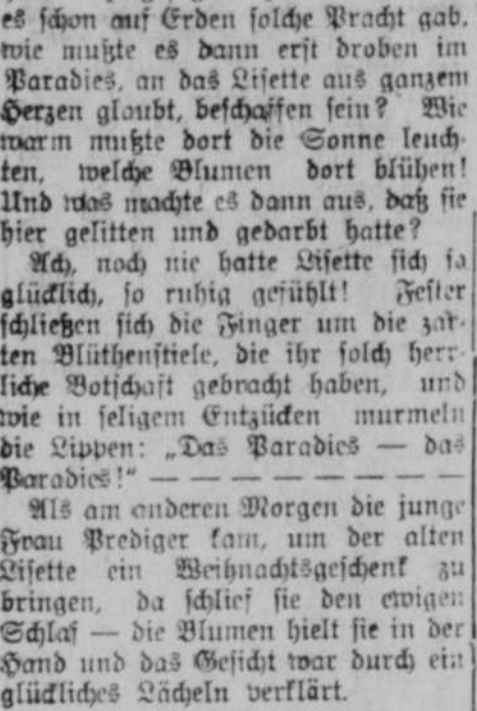 es schon auf Erden solche Pracht gab,
wie mußte es dann erst droben im
Paradies, an das Lisette aus ganzem
Herzen glaubt, beschaffen sein? Wie
warm mußte dort die Sonne leuch-
ten, welche Blumen dort blühen!
Und was machte es dann aus, daß sie
hier gelitten und gedarbt hatte?
Ach, noch nie hatte Lisette sich so
glücklich, so ruhig gefühlt! Fester
schließen sich die Finger um die zar-
ten Blüthenstiele, die ihr solch herr-
liche Botschaft gebracht haben, und
wie in seligem Entzücken murmeln
die Lippen: „Das Paradies — das
Paradies!“ — — — — — — — —
Als am anderen Morgen die junge
Frau Prediger kam, um der alten
Lisette ein Weihnachtsgeschenk zu
bringen, da schlief sie den ewigen
Schlaf — die Blumen hielt sie in der
Hand und das Gesicht war durch ein
glückliches Lächeln verklärt.